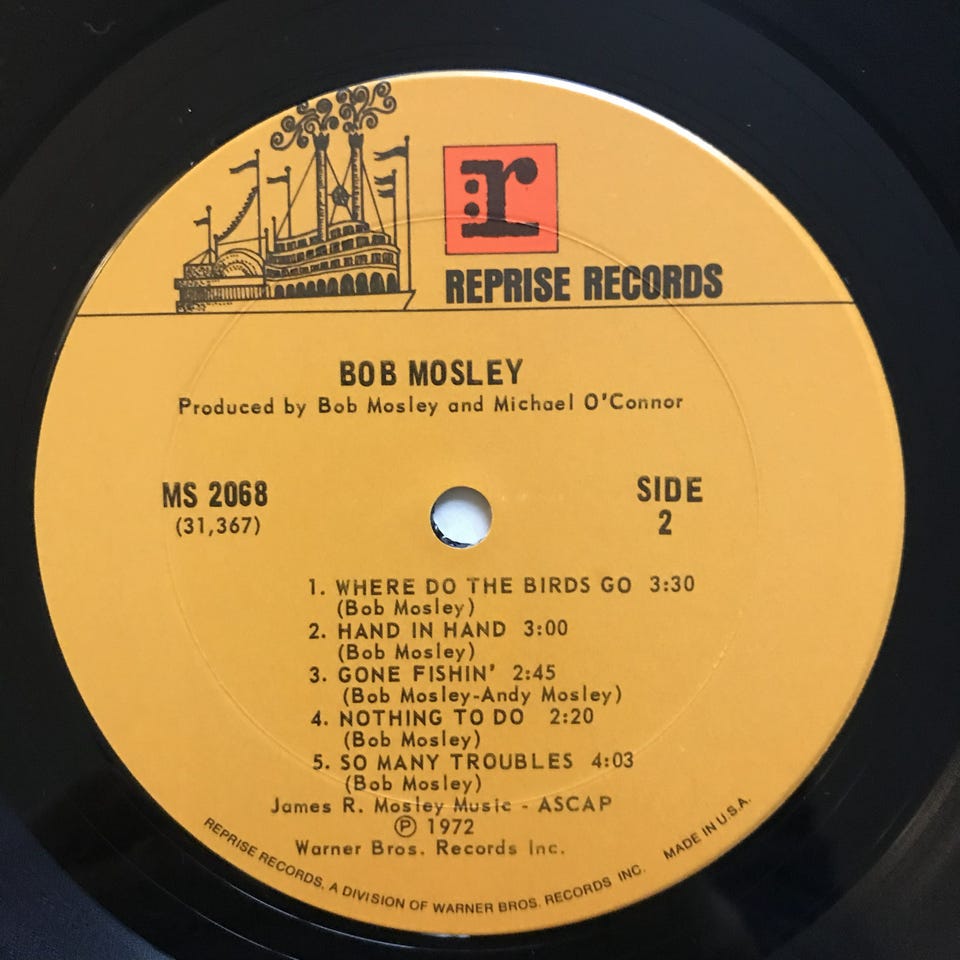 r
REPRISE RECORDS
BOB MOSLEY
Produced by Bob Mosley and Michael O'Connor
MS 2068
(31,367)
SIDE
2
1. WHERE DO THE BIRDS GO 3:30
(Bob Mosley)
2. HAND IN HAND 3:00
(Bob Mosley)
3. GONE FISHIN' 2:45
(Bob Mosley-Andy Mosley)
4. NOTHING TO DO 2:20
(Bob Mosley)
5. SO MANY TROUBLES 4:03
(Bob Mosley)
James R. Mosley Music - ASCAP
Ⓟ 1972
Warner Bros. Records Inc.
REPRISE RECORDS, A DIVISION OF WARNER BROS. RECORDS INC. MADE IN U.S.A.